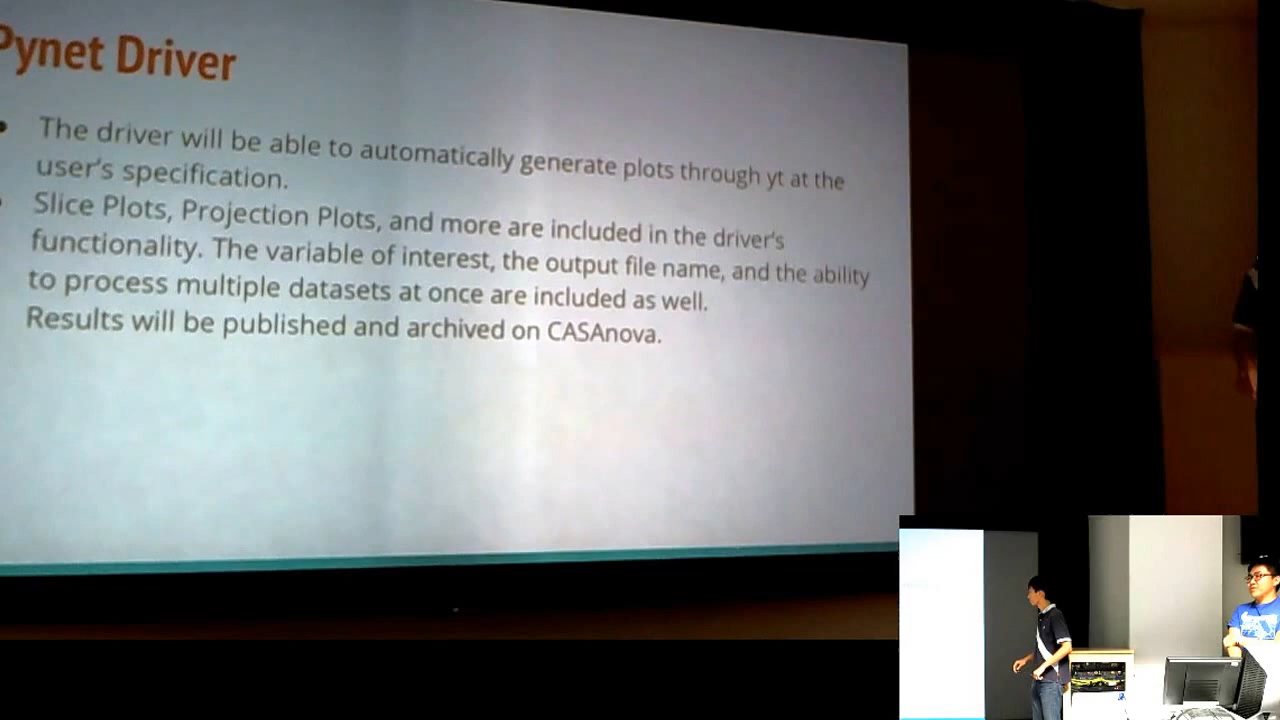 Pynet Driver
The driver will be able to automatically generate plots through yt at the
user's specification.
Slice Plots, Projection Plots, and more are included in the driver's
functionality. The variable of interest, the output file name, and the ability
to process multiple datasets at once are included as well.
Results will be published and archived on CASAnova.